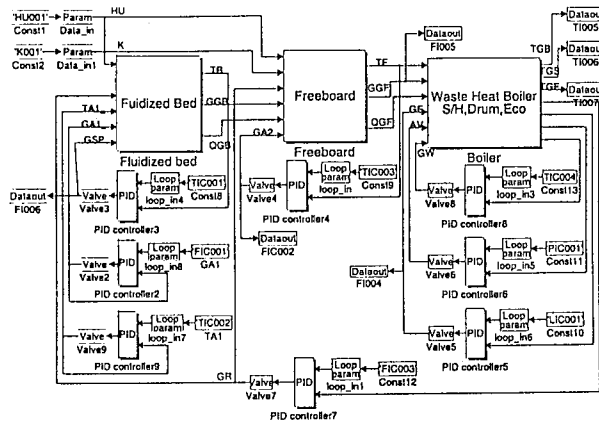 'HU001' Param HU
Const1 Data_in
'K001' Param K
Const2 Data_in1
Dataout
FI005
TGB Dataout
TI005
Dataout
TGS TI006
TGE Dataout
TI007
Fuidized Bed
TB
GGB
QGB
TA1
GA1
GSP
Fluidized bed
Freeboard
TF
GGF
QGF
GA2
Freeboard
Waste Heat Boiler
S/H,Drum,Eco
GF
AV
GW
Boiler
Dataout
FI006
Valve
Valve3
PID
PID controller3
Loop
param
loop_in4
TIC001
Const8
Valve
Valve4
PID
PID controller4
Loop
param
loop_in
TIC003
Const9
Dataout
FIC002
Valve
Valve8
PID
PID controller8
Loop
param
loop_in3
TIC004
Const13
Valve
Valve2
PID
PID controller2
Loop
param
loop_in8
FIC001
GA1
Dataout
FI004
Valve
Valve6
PID
PID controller6
Loop
param
loop_in5
PIC001
Const11
Valve
Valve9
PID
PID controller9
Loop
param
loop_in7
TIC002
TA1
Valve
Valve5
PID
PID controller5
Loop
param
loop_in6
LIC001
Const10
GR
Valve
Valve7
PID
PID controller7
Loop
param
loop_in1
FIC003
Const12